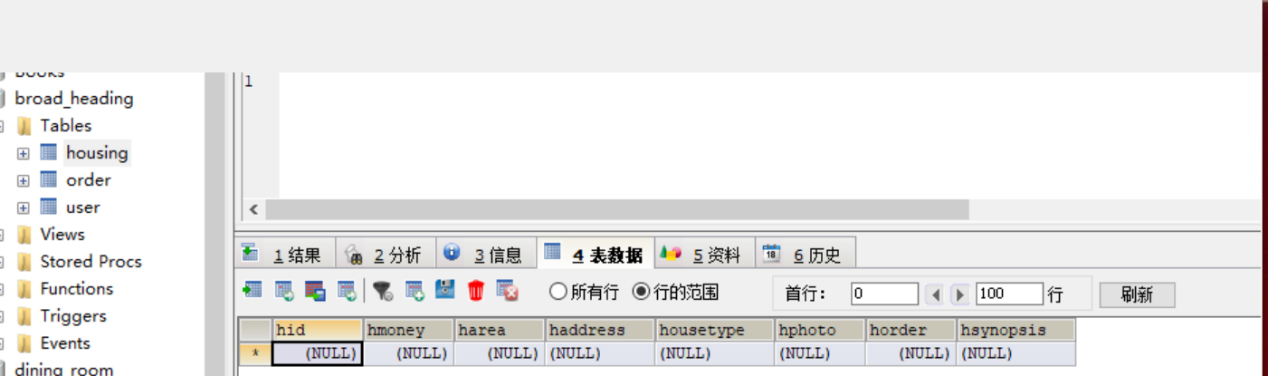 books
broad_heading
Tables
housing
order
user
Views
Stored Procs
Functions
Triggers
Events
dining_room
1
1 结果 2 分析 3 信息 4 表数据 5 资料 6 历史
所有行 行的范围 首行: 0 100 行 刷新
hid hmoney harea haddress housetype hphoto horder hsynopsis
* (NULL) (NULL) (NULL) (NULL) (NULL) (NULL) (NULL) (NULL)